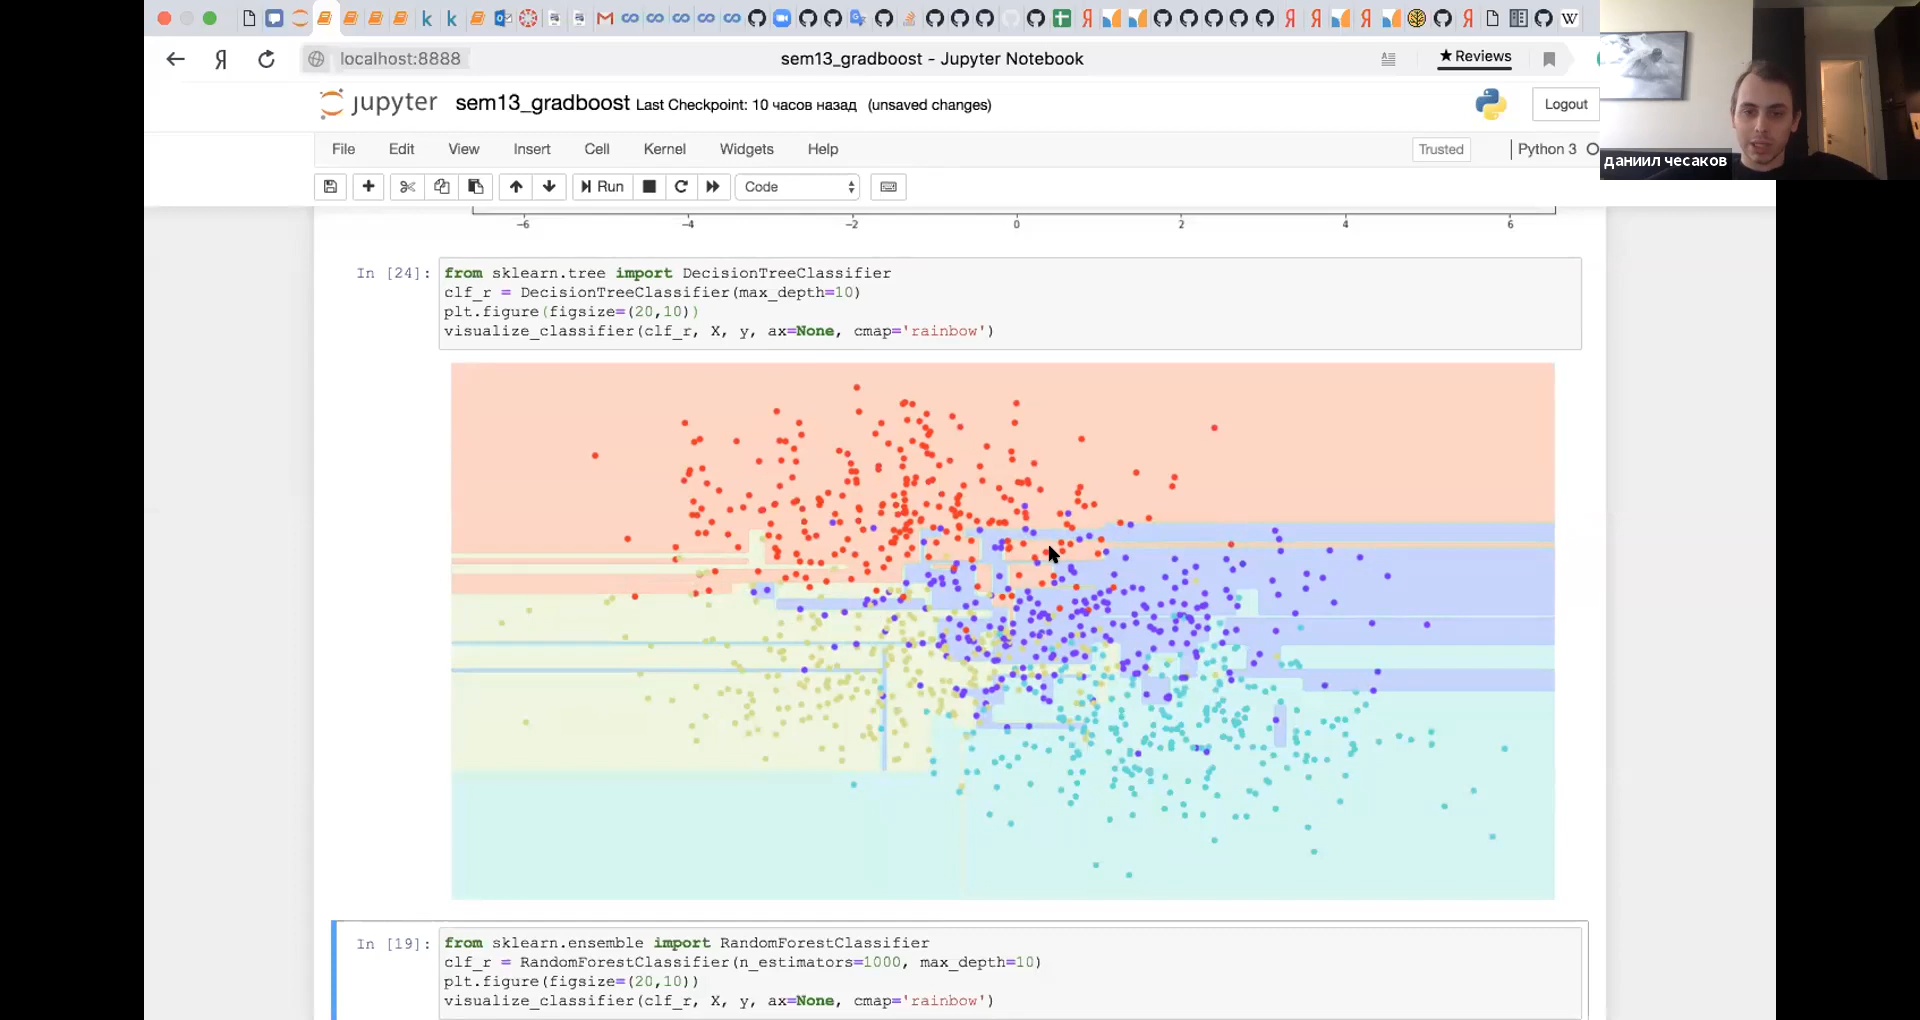 localhost:8888
sem13_gradboost - Jupyter Notebook
★Reviews
jupyter sem13_gradboost Last Checkpoint: 10 часов назад (unsaved changes)
Logout
даниил чесаков
File Edit View Insert Cell Kernel Widgets Help
Trusted
Python 3
Run
Code
−6 −4 −2 0 2 4 6
In [24]:
from sklearn.tree import DecisionTreeClassifier
clf_r = DecisionTreeClassifier(max_depth=10)
plt.figure(figsize=(20,10))
visualize_classifier(clf_r, X, y, ax=None, cmap='rainbow')
In [19]:
from sklearn.ensemble import RandomForestClassifier
clf_r = RandomForestClassifier(n_estimators=1000, max_depth=10)
plt.figure(figsize=(20,10))
visualize_classifier(clf_r, X, y, ax=None, cmap='rainbow')